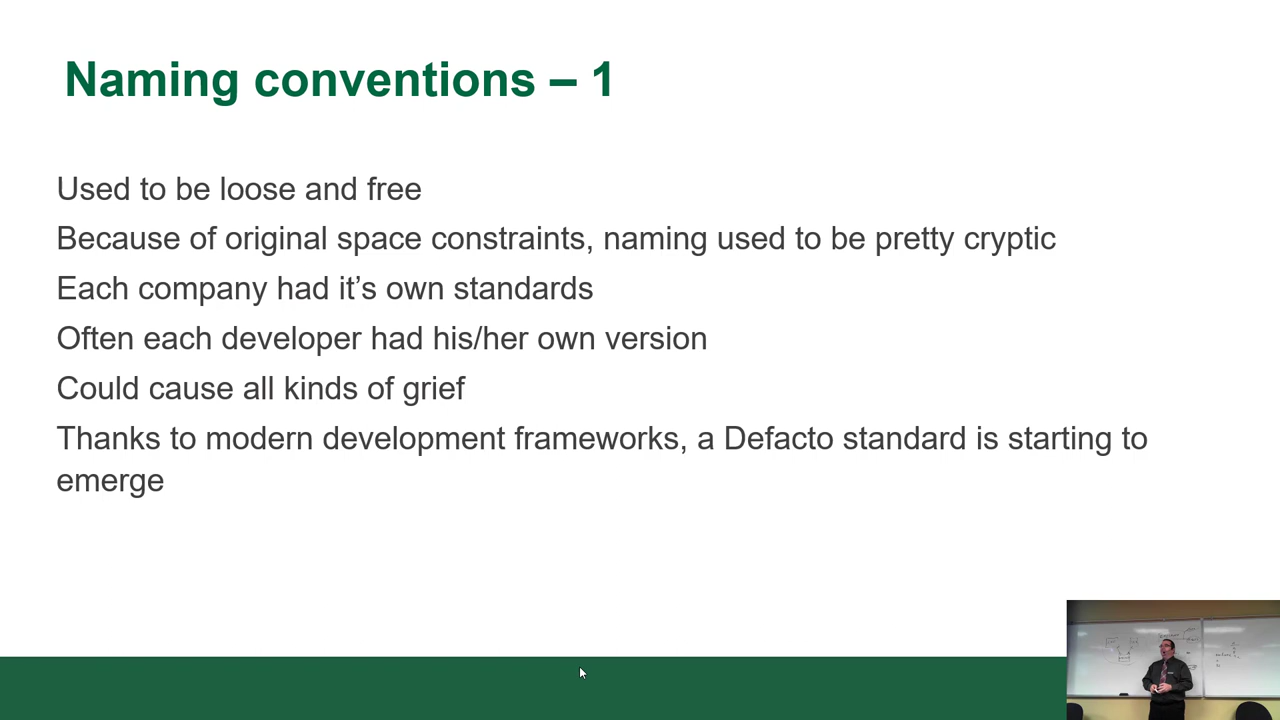 Naming conventions – 1
Used to be loose and free
Because of original space constraints, naming used to be pretty cryptic
Each company had it’s own standards
Often each developer had his/her own version
Could cause all kinds of grief
Thanks to modern development frameworks, a Defacto standard is starting to
emerge